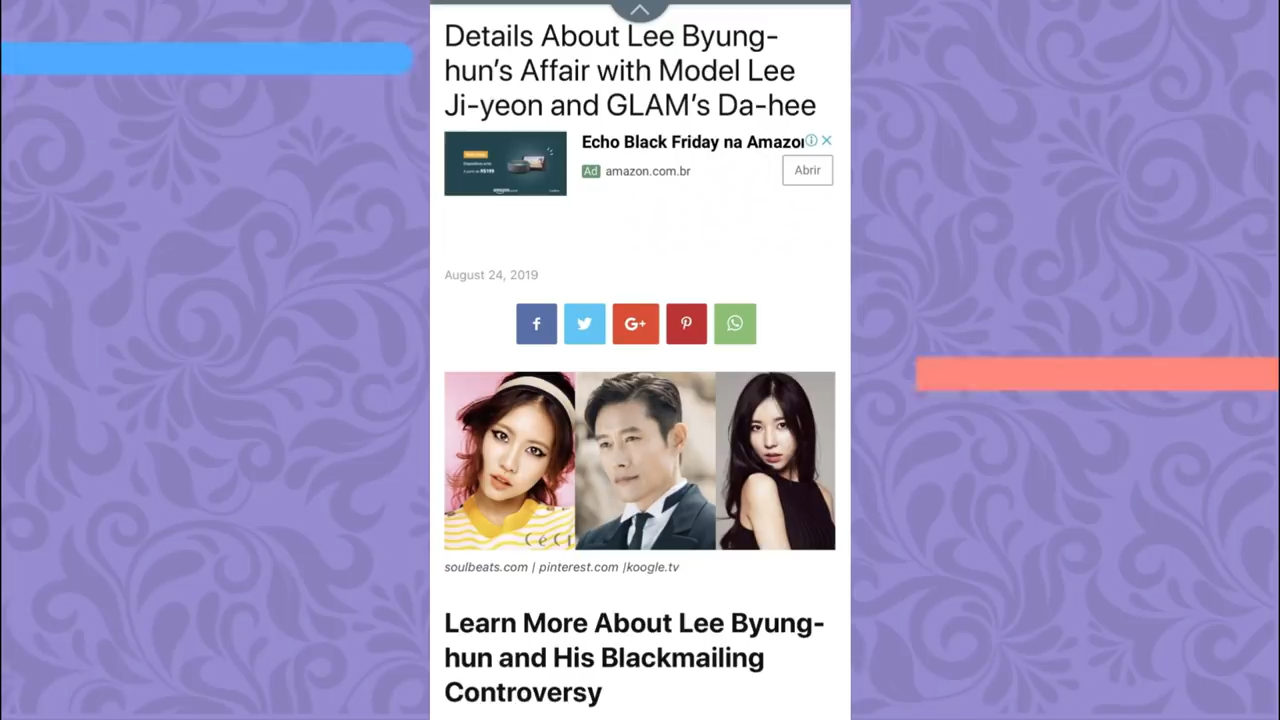 Details About Lee Byung-
hun’s Affair with Model Lee
Ji-yeon and GLAM’s Da-hee
Echo Black Friday na Amazon
Ad amazon.com.br
Abrir
August 24, 2019
f
G+
CéCi
soulbeats.com | pinterest.com |koogle.tv
Learn More About Lee Byung-
hun and His Blackmailing
Controversy